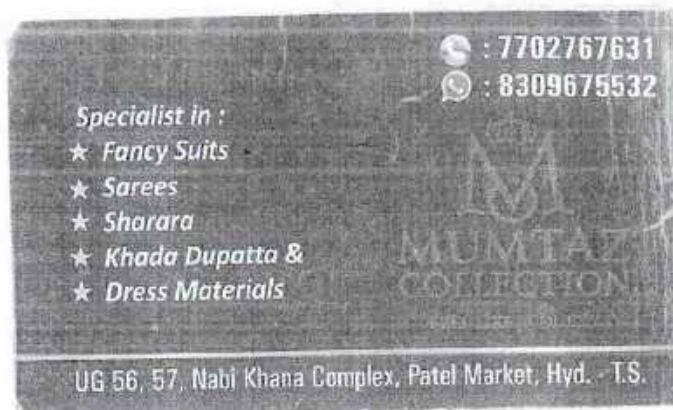 : 7702767631
: 8309675532
Specialist in :
★ Fancy Suits
★ Sarees
★ Sharara
★ Khada Dupatta &
★ Dress Materials
M
MUMTAZ
COLLECTION
UG 56, 57, Nabi Khana Complex, Patel Market, Hyd. - T.S.